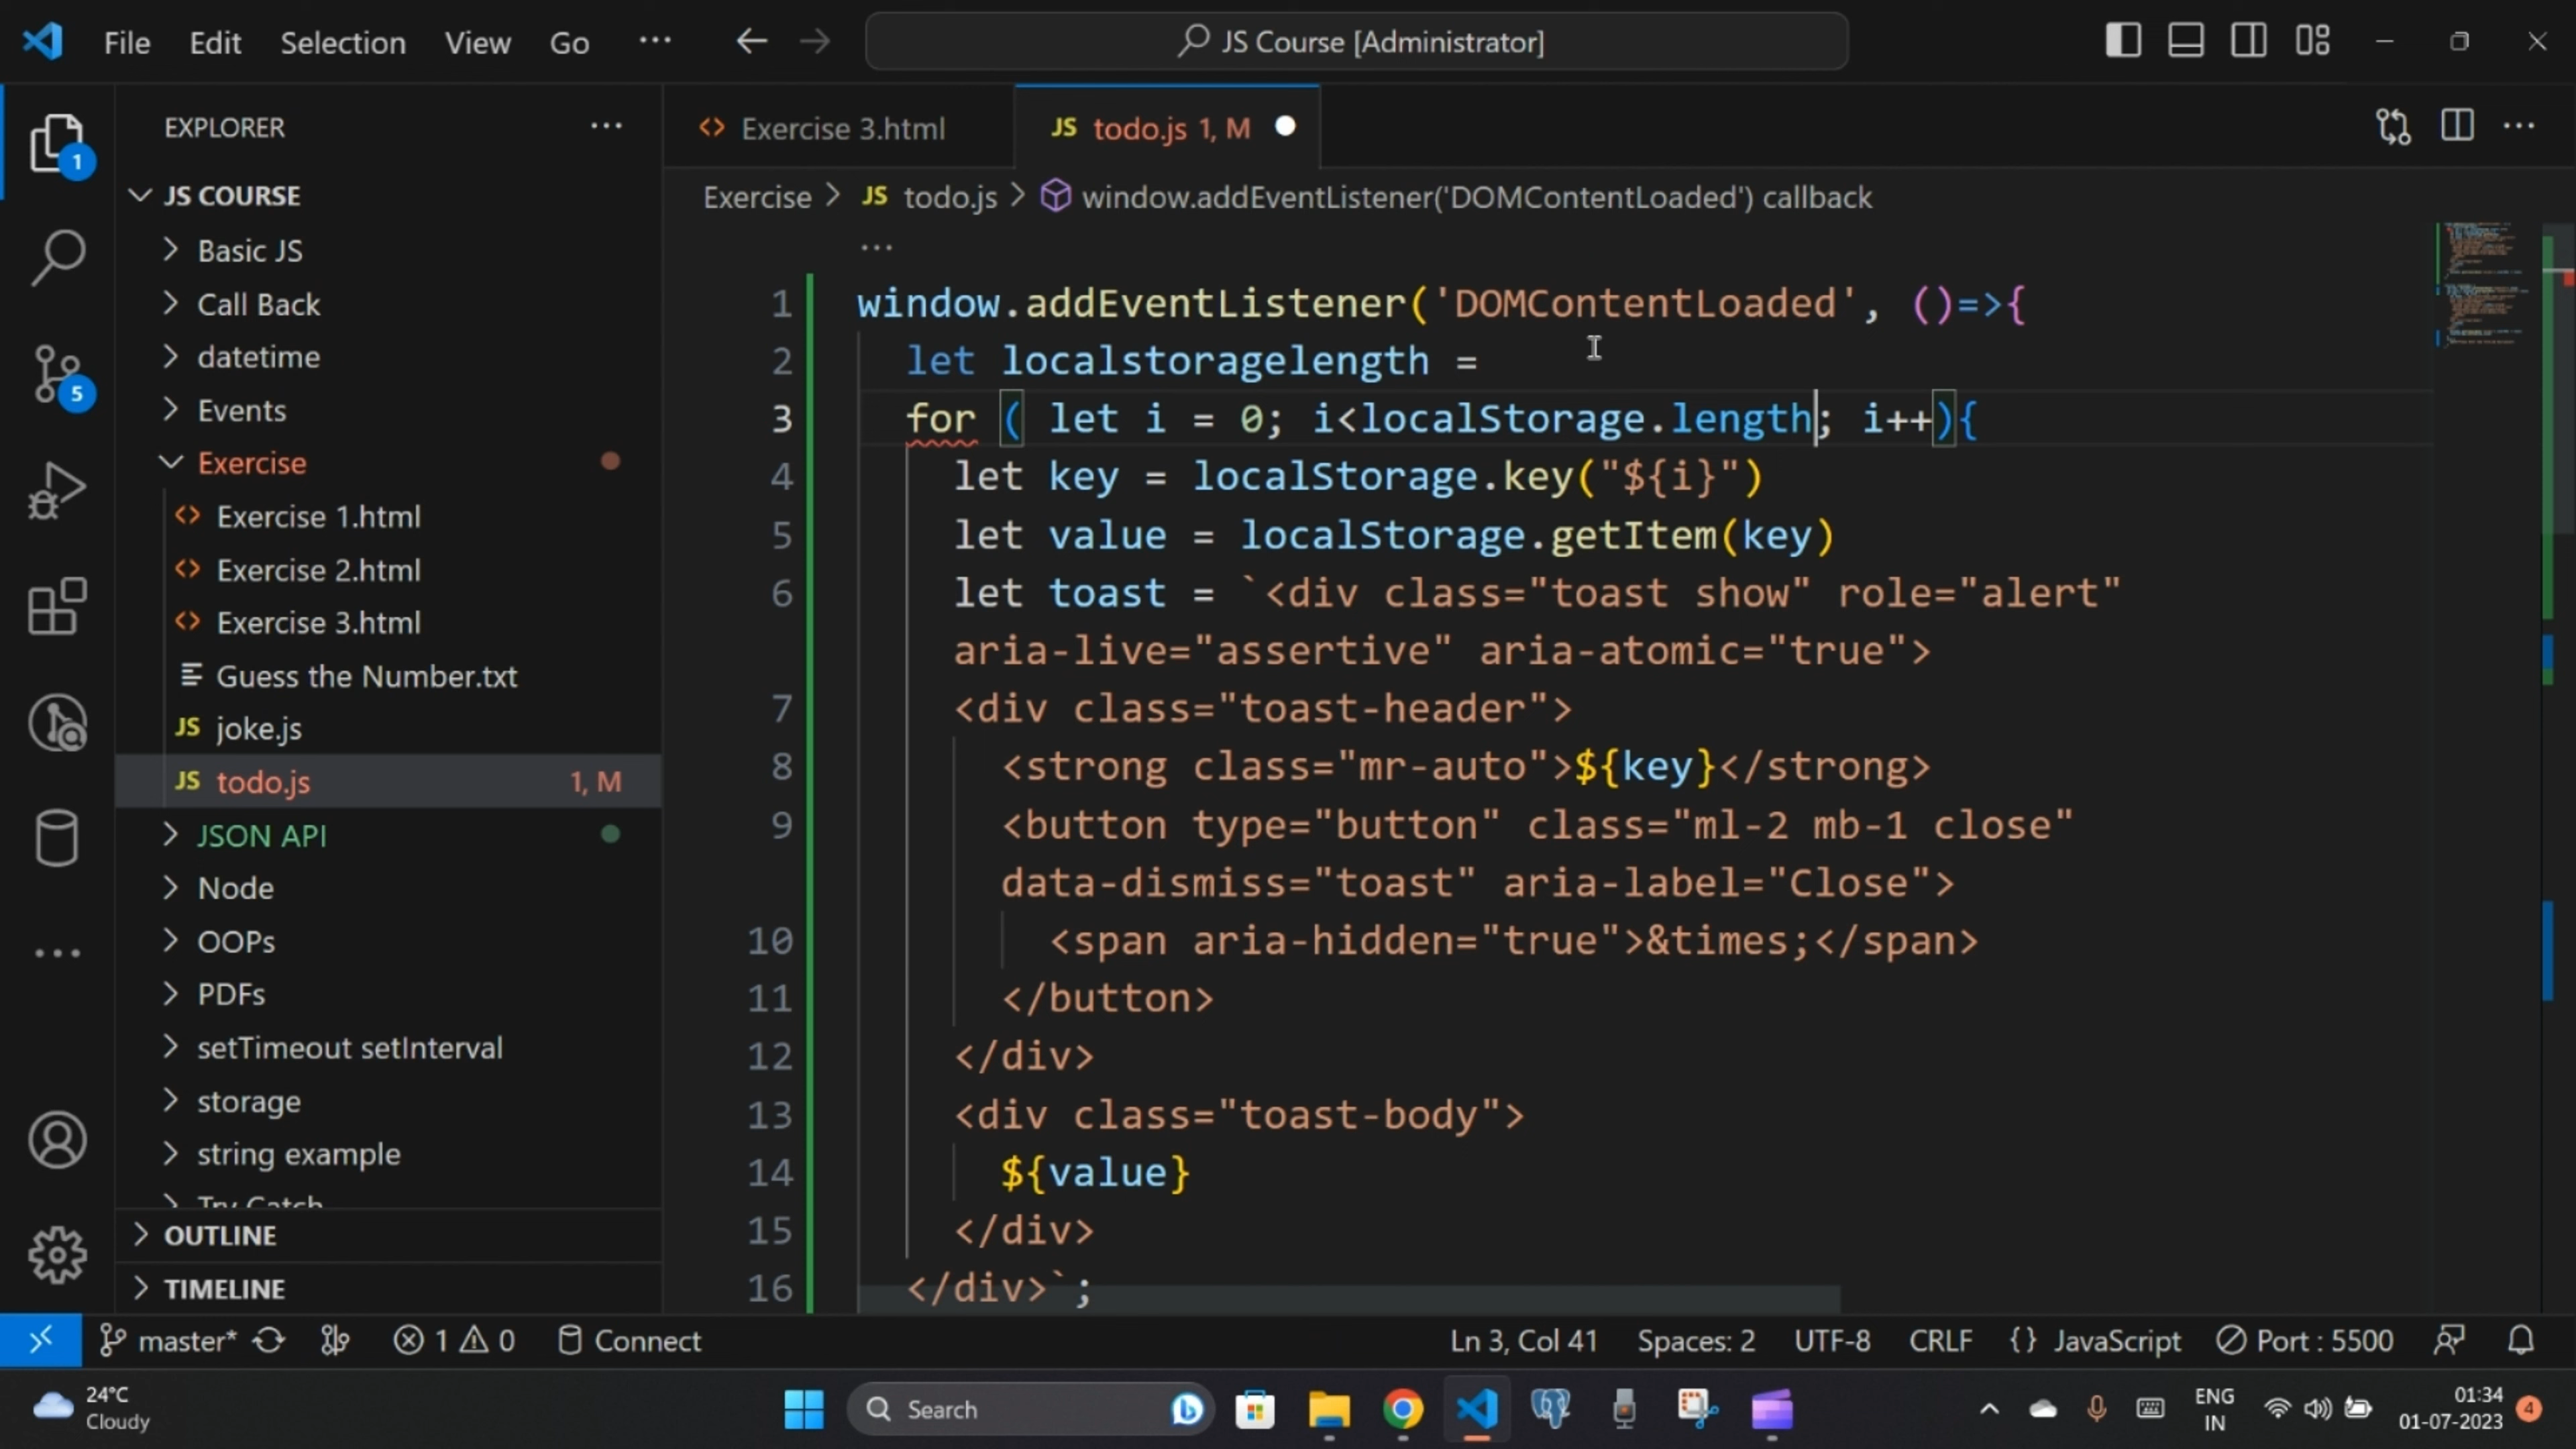 File Edit Selection View Go ··· JS Course [Administrator]
EXPLORER ···
Exercise 3.html
JS todo.js 1, M
JS COURSE
Exercise > JS todo.js > window.addEventListener('DOMContentLoaded') callback
Basic JS
Call Back
datetime
Events
Exercise
Exercise 1.html
Exercise 2.html
Exercise 3.html
Guess the Number.txt
JS joke.js
JS todo.js 1, M
JSON API
Node
OOPs
PDFs
setTimeout setInterval
storage
string example
Try Catch
OUTLINE
TIMELINE
1
5
···
1 window.addEventListener('DOMContentLoaded', ()=>{
2 let localstoragelength =
3 for ( let i = 0; i<localStorage.length; i++){
4 let key = localStorage.key("${i}")
5 let value = localStorage.getItem(key)
6 let toast = `<div class="toast show" role="alert"
aria-live="assertive" aria-atomic="true">
7 <div class="toast-header">
8 <strong class="mr-auto">${key}</strong>
9 <button type="button" class="ml-2 mb-1 close"
data-dismiss="toast" aria-label="Close">
10 <span aria-hidden="true">&times;</span>
11 </button>
12 </div>
13 <div class="toast-body">
14 ${value}
15 </div>
16 </div>`;
master* 1 0 Connect Ln 3, Col 41 Spaces: 2 UTF-8 CRLF {} JavaScript Port : 5500
24°C
Cloudy
Search
ENG
IN
01:34
01-07-2023
4